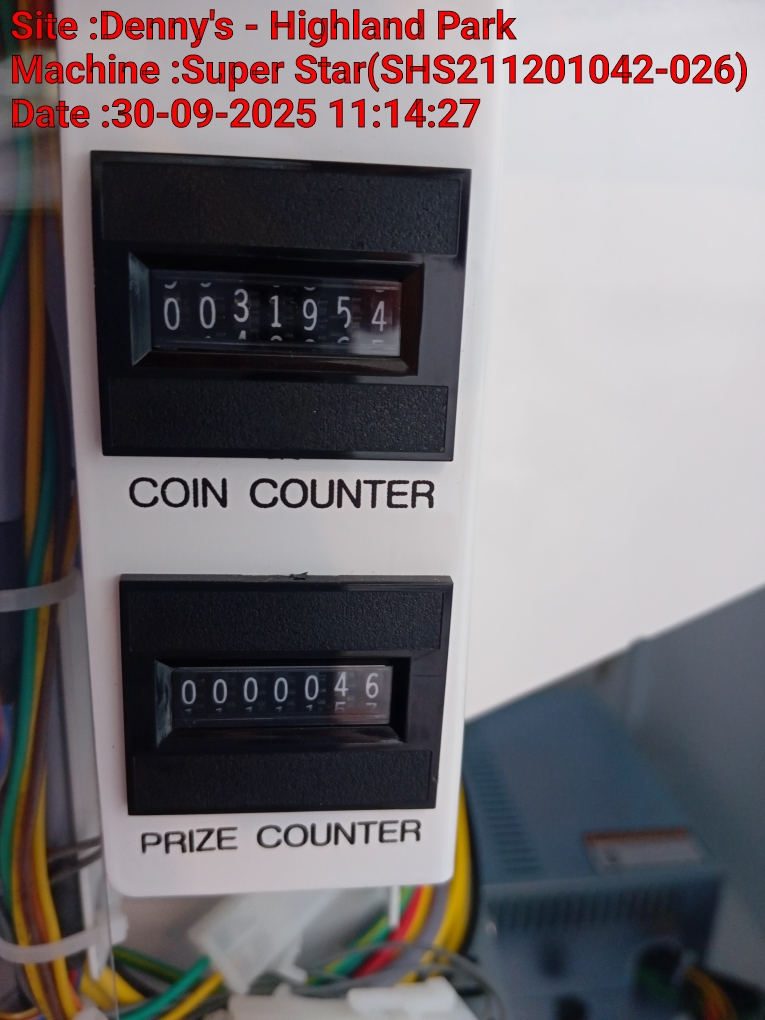 Site :Denny's - Highland Park
Machine :Super Star(SHS211201042-026)
Date :30-09-2025 11:14:27
0031954
COIN COUNTER
0000046
PRIZE COUNTER